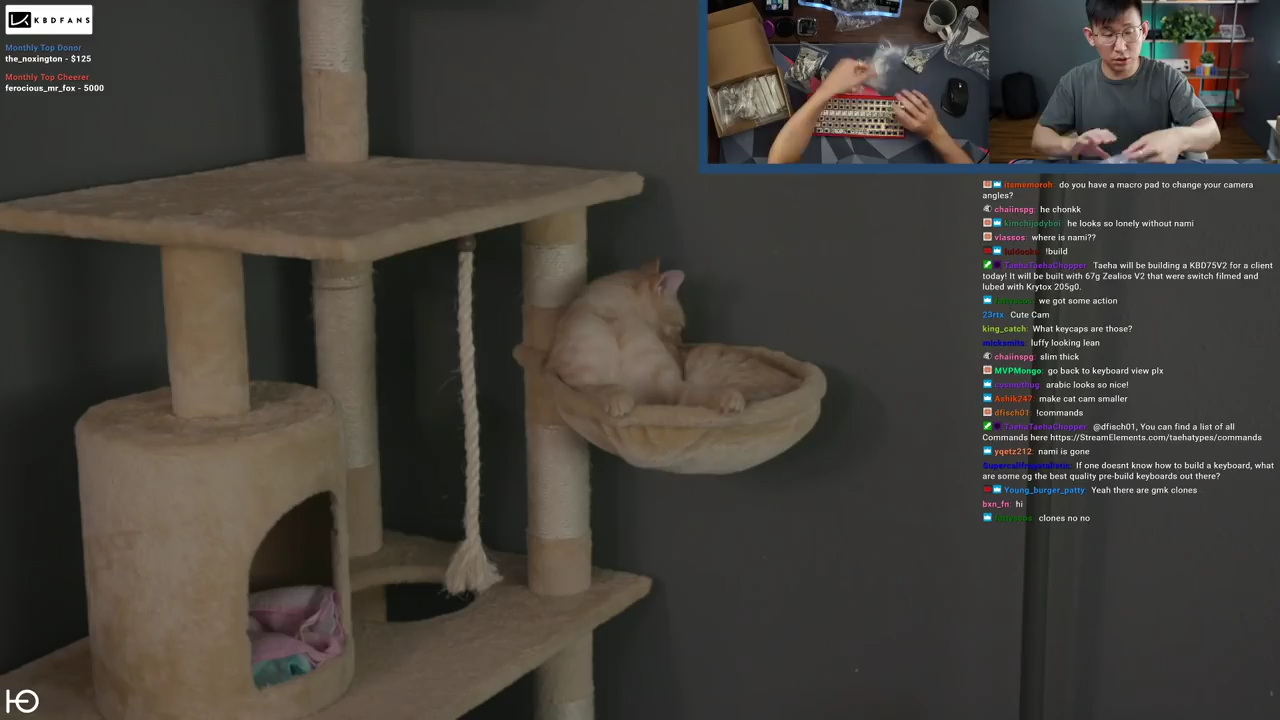 KBDFANS
Monthly Top Donor
the_noxington - $125
Monthly Top Cheerer
ferocious_mr_fox - 5000
itsmemoroh: do you have a macro pad to change your camera
angles?
chaiinspg: he chonkk
kimchijodyboi: he looks so lonely without nami
vlassos: where is nami??
!build
TaehaTaehaChopper: Taeha will be building a KBD75V2 for a client
today! It will be built with 67g Zealios V2 that were switch filmed and
lubed with Krytox 205g0.
we got some action
23rtx: Cute Cam
king_catch: What keycaps are those?
micksmits: luffy looking lean
chaiinspg: slim thick
MVPMongo: go back to keyboard view plx
cosmothug: arabic looks so nice!
Ashik247: make cat cam smaller
dfisch01: !commands
TaehaTaehaChopper: @dfisch01, You can find a list of all
Commands here https://StreamElements.com/taehatypes/commands
yqetz212: nami is gone
If one doesnt know how to build a keyboard, what
are some og the best quality pre-build keyboards out there?
Young_burger_patty: Yeah there are gmk clones
bxn_fn: hi
clones no no